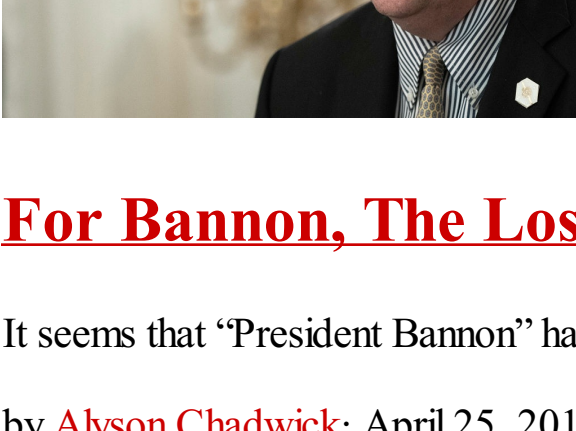 For Bannon, The Los
It seems that “President Bannon” ha
by Alyson Chadwick; April 25, 201